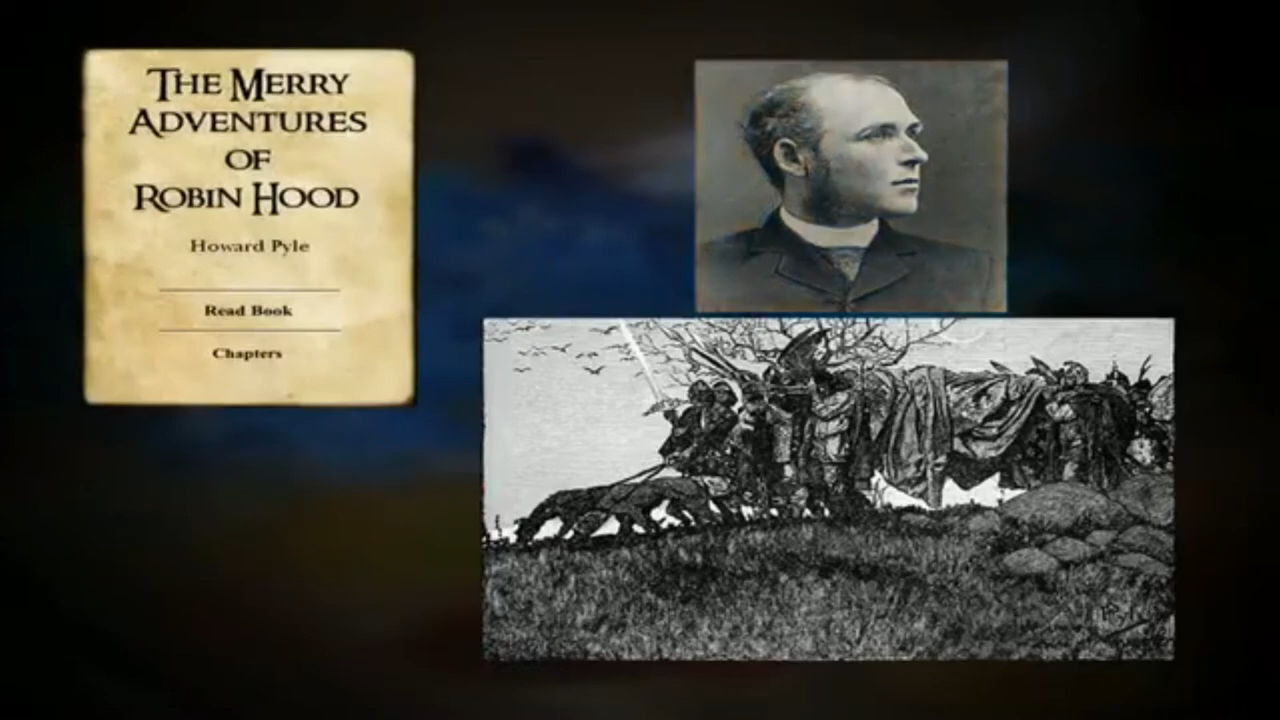 THE MERRY
ADVENTURES
OF
ROBIN HOOD
Howard Pyle
Read Book
Chapters